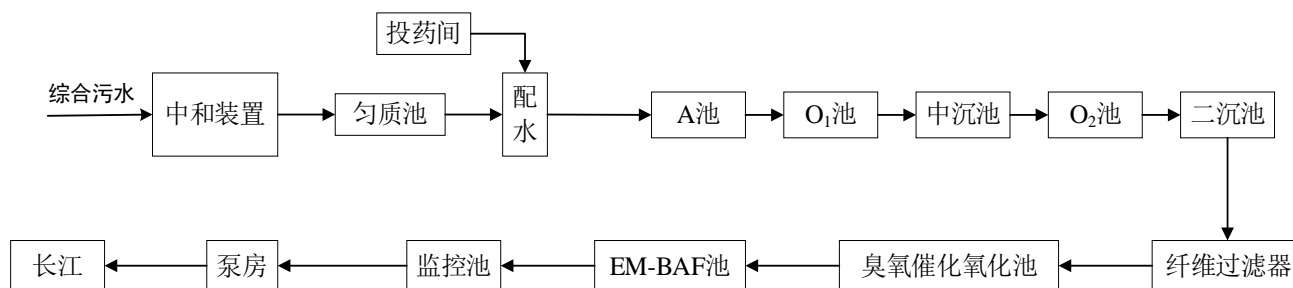 投药间
综合污水
中和装置
匀质池
配
水
A池
O₁池
中沉池
O₂池
二沉池
长江
泵房
监控池
EM-BAF池
臭氧催化氧化池
纤维过滤器